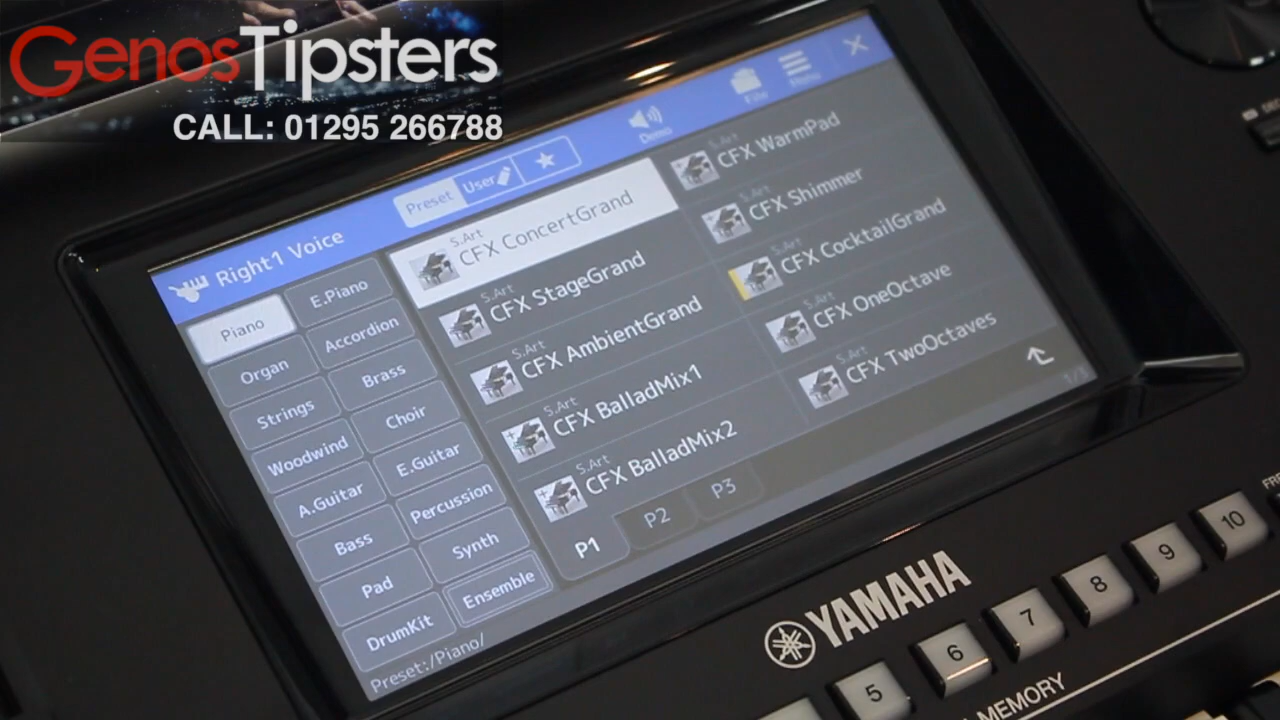 GenosTipsters
CALL: 01295 266788
Right1 Voice
Preset
User
Demo
File
Menu
Piano
E.Piano
Organ
Accordion
Strings
Brass
Woodwind
Choir
A.Guitar
E.Guitar
Bass
Percussion
Pad
Synth
DrumKit
Ensemble
S.Art
CFX ConcertGrand
S.Art
CFX StageGrand
S.Art
CFX AmbientGrand
S.Art
CFX BalladMix1
S.Art
CFX BalladMix2
S.Art
CFX WarmPad
S.Art
CFX Shimmer
S.Art
CFX CocktailGrand
S.Art
CFX OneOctave
S.Art
CFX TwoOctaves
P1
P2
P3
1/3
Preset:/Piano/
YAMAHA
5
6
7
8
9
10
MEMORY